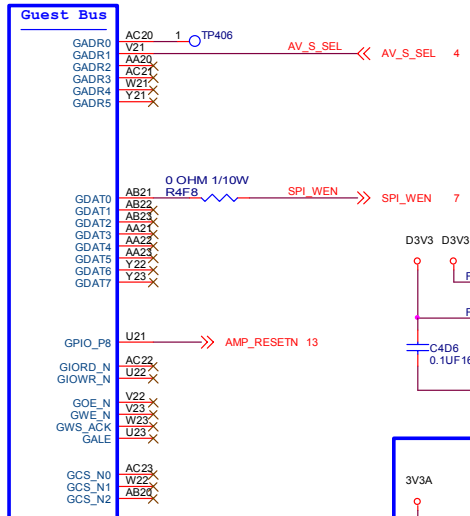 Guest Bus
GADR0 AC20 1 TP406
GADR1 V21 AV_S_SEL AV_S_SEL 4
GADR2 AA20
GADR3 AC21
GADR4 W21
GADR5 Y21
0 OHM 1/10W
GDAT0 AB21 R4F8 SPI_WEN SPI_WEN 7
GDAT1 AB22
GDAT2 AB23
GDAT3 AA21
GDAT4 AA22
GDAT5 AA23
GDAT6 Y22
GDAT7 Y23
D3V3 D3V3
GPIO_P8 U21 AMP_RESETN 13
C4D6
0.1UF16
GIORD_N AC22
GIOWR_N U22
GOE_N V22
GWE_N V23
GWS_ACK W23
GALE U23
GCS_N0 AC23
GCS_N1 W22
GCS_N2 AB20
3V3A